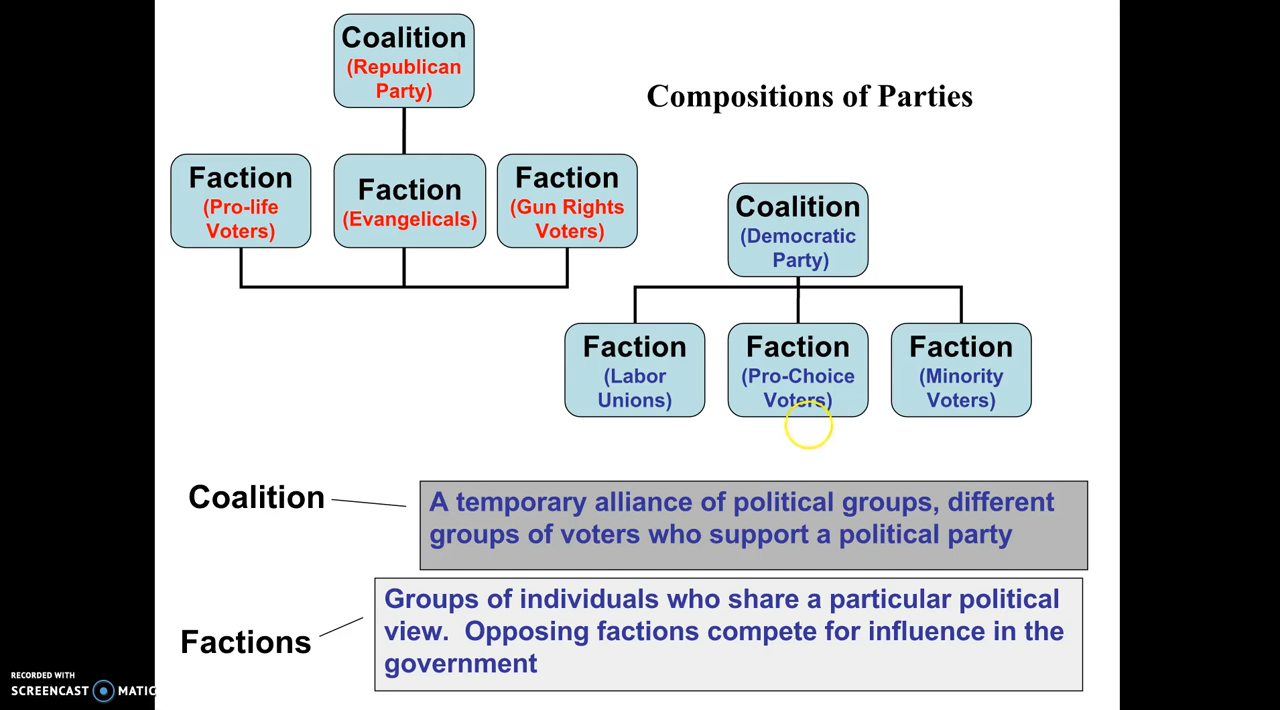 Coalition
(Republican
Party)
Compositions of Parties
Faction
(Pro-life
Voters)
Faction
(Evangelicals)
Faction
(Gun Rights
Voters)
Coalition
(Democratic
Party)
Faction
(Labor
Unions)
Faction
(Pro-Choice
Voters)
Faction
(Minority
Voters)
Coalition
A temporary alliance of political groups, different
groups of voters who support a political party
Factions
Groups of individuals who share a particular political
view.  Opposing factions compete for influence in the
government
RECORDED WITH
SCREENCAST MATIC